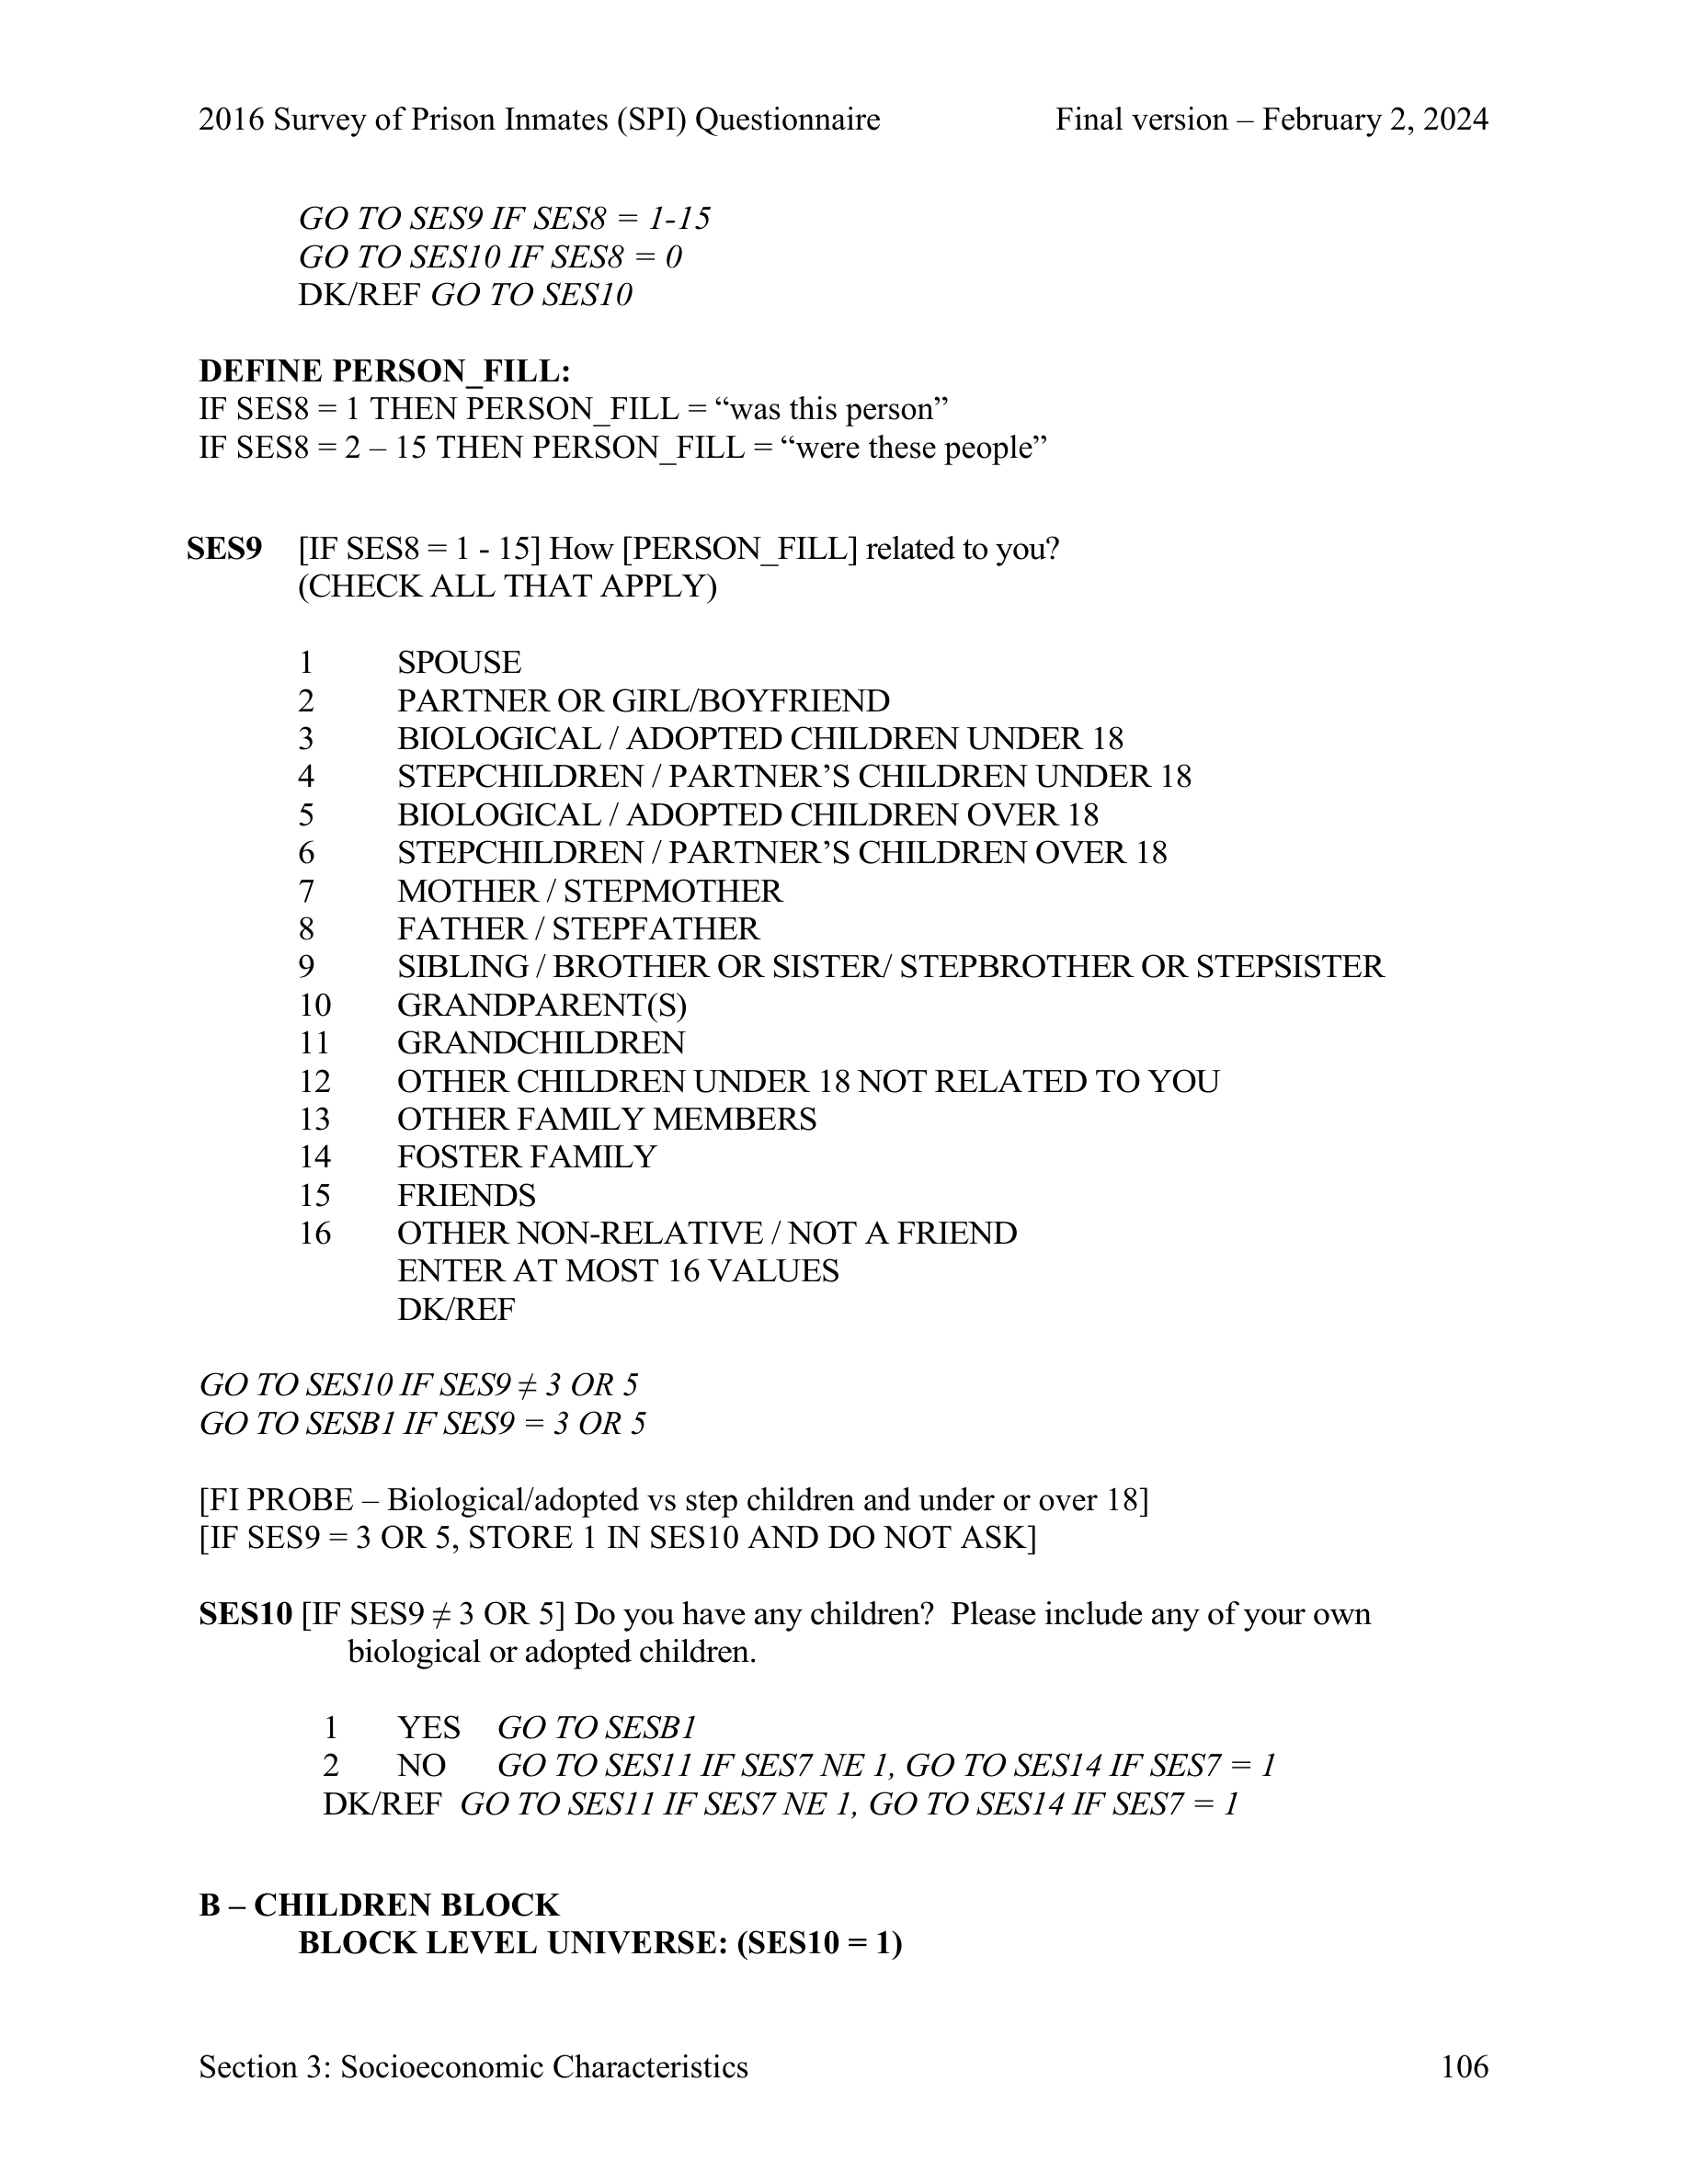 2016 Survey of Prison Inmates (SPI) Questionnaire Final version – February 2, 2024
GO TO SES9 IF SES8 = 1-15
GO TO SES10 IF SES8 = 0
DK/REF GO TO SES10
DEFINE PERSON_FILL:
IF SES8 = 1 THEN PERSON_FILL = “was this person”
IF SES8 = 2 – 15 THEN PERSON_FILL = “were these people”
SES9 [IF SES8 = 1 - 15] How [PERSON_FILL] related to you?
(CHECK ALL THAT APPLY)
1 SPOUSE
2 PARTNER OR GIRL/BOYFRIEND
3 BIOLOGICAL / ADOPTED CHILDREN UNDER 18
4 STEPCHILDREN / PARTNER’S CHILDREN UNDER 18
5 BIOLOGICAL / ADOPTED CHILDREN OVER 18
6 STEPCHILDREN / PARTNER’S CHILDREN OVER 18
7 MOTHER / STEPMOTHER
8 FATHER / STEPFATHER
9 SIBLING / BROTHER OR SISTER/ STEPBROTHER OR STEPSISTER
10 GRANDPARENT(S)
11 GRANDCHILDREN
12 OTHER CHILDREN UNDER 18 NOT RELATED TO YOU
13 OTHER FAMILY MEMBERS
14 FOSTER FAMILY
15 FRIENDS
16 OTHER NON-RELATIVE / NOT A FRIEND
ENTER AT MOST 16 VALUES
DK/REF
GO TO SES10 IF SES9 ≠ 3 OR 5
GO TO SESB1 IF SES9 = 3 OR 5
[FI PROBE – Biological/adopted vs step children and under or over 18]
[IF SES9 = 3 OR 5, STORE 1 IN SES10 AND DO NOT ASK]
SES10 [IF SES9 ≠ 3 OR 5] Do you have any children?  Please include any of your own
biological or adopted children.
1 YES GO TO SESB1
2 NO GO TO SES11 IF SES7 NE 1, GO TO SES14 IF SES7 = 1
DK/REF GO TO SES11 IF SES7 NE 1, GO TO SES14 IF SES7 = 1
B – CHILDREN BLOCK
BLOCK LEVEL UNIVERSE: (SES10 = 1)
Section 3: Socioeconomic Characteristics 106